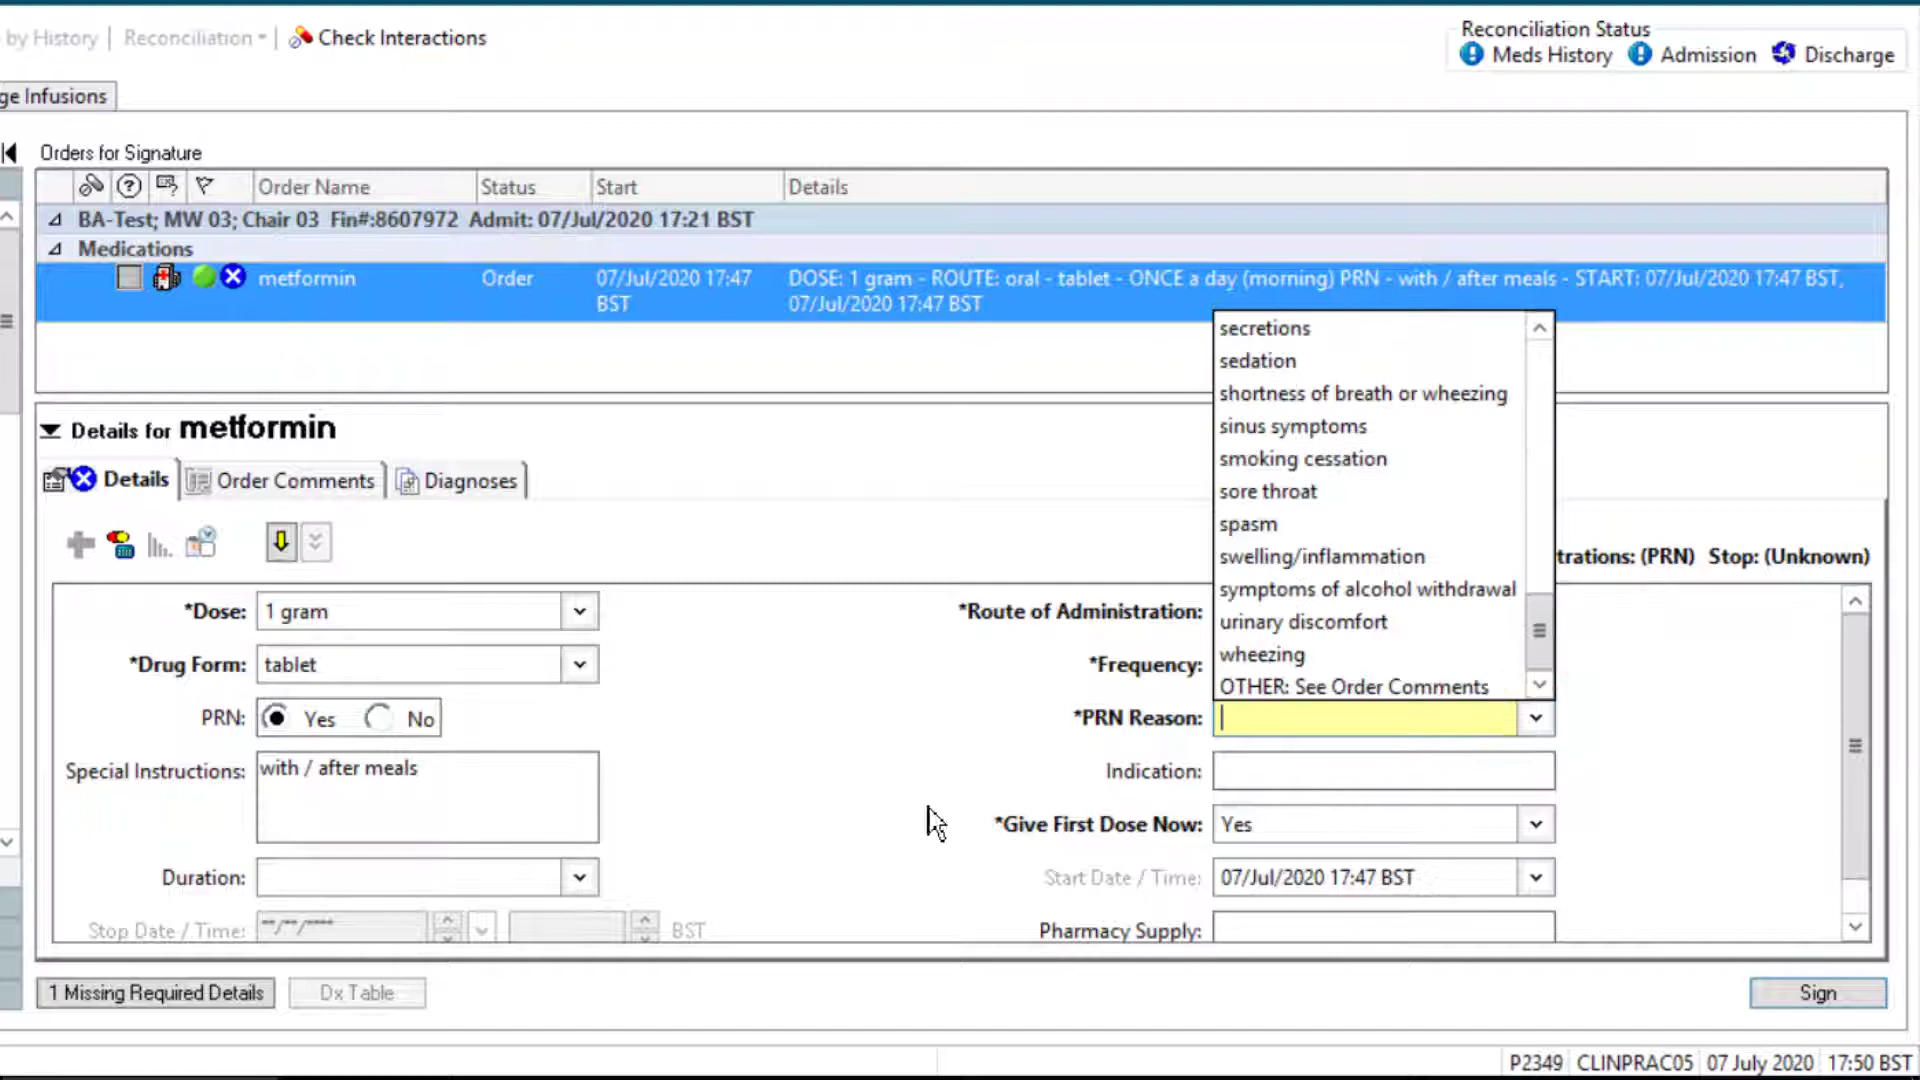 by History Reconciliation Check Interactions
Reconciliation Status
Meds History Admission Discharge
ge Infusions
Orders for Signature
Order Name Status Start Details
BA-Test; MW 03; Chair 03 Fin#:8607972 Admit: 07/Jul/2020 17:21 BST
Medications
metformin Order 07/Jul/2020 17:47 DOSE: 1 gram - ROUTE: oral - tablet - ONCE a day (morning) PRN - with / after meals - START: 07/Jul/2020 17:47 BST,
BST 07/Jul/2020 17:47 BST
secretions
sedation
shortness of breath or wheezing
sinus symptoms
smoking cessation
sore throat
spasm
swelling/inflammation
symptoms of alcohol withdrawal
urinary discomfort
wheezing
OTHER: See Order Comments
Details for metformin
Details Order Comments Diagnoses
trations: (PRN) Stop: (Unknown)
*Dose: 1 gram *Route of Administration:
*Drug Form: tablet *Frequency:
PRN: Yes No *PRN Reason:
Special Instructions: with / after meals Indication:
*Give First Dose Now: Yes
Duration: Start Date / Time: 07/Jul/2020 17:47 BST
Stop Date / Time: **/**/**** BST Pharmacy Supply:
1 Missing Required Details Dx Table Sign
P2349 CLINPRAC05 07 July 2020 17:50 BST